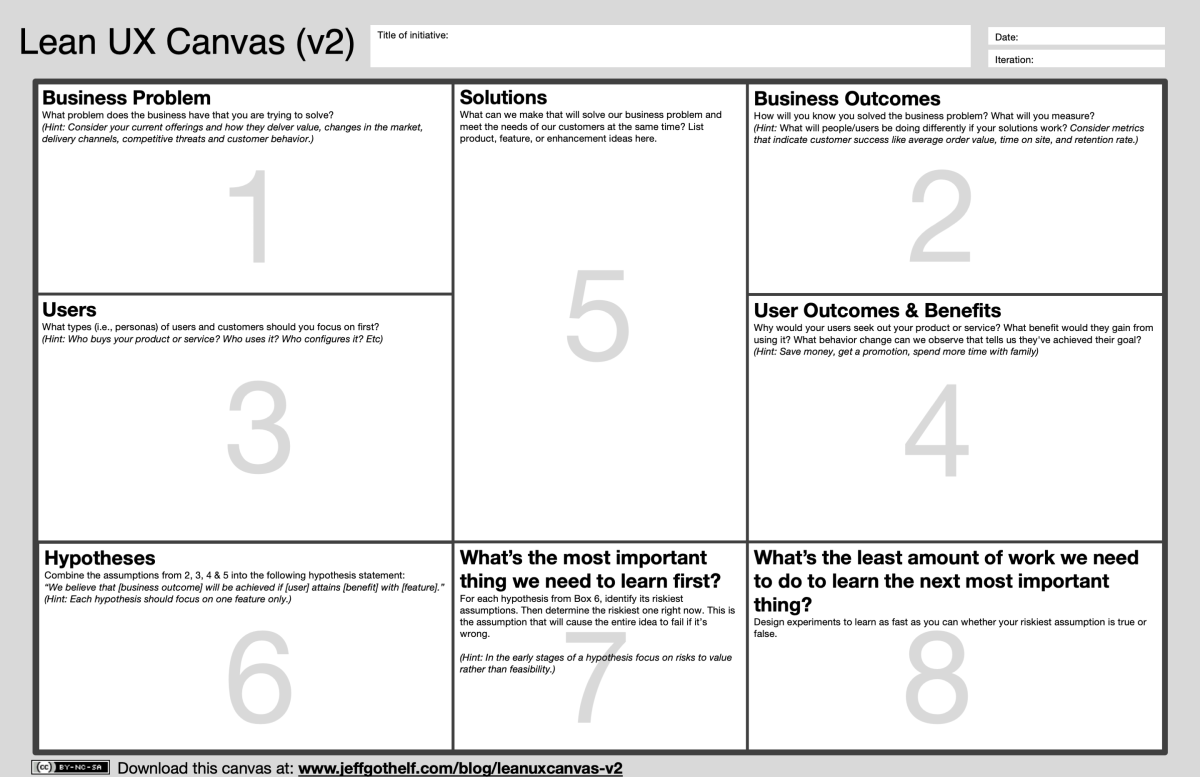 Lean UX Canvas (v2)
Title of initiative:
Date:
Iteration:
Business Problem
What problem does the business have that you are trying to solve?
(Hint: Consider your current offerings and how they delver value, changes in the market,
delivery channels, competitive threats and customer behavior.)
1
Solutions
What can we make that will solve our business problem and
meet the needs of our customers at the same time? List
product, feature, or enhancement ideas here.
5
Business Outcomes
How will you know you solved the business problem? What will you measure?
(Hint: What will people/users be doing differently if your solutions work? Consider metrics
that indicate customer success like average order value, time on site, and retention rate.)
2
Users
What types (i.e., personas) of users and customers should you focus on first?
(Hint: Who buys your product or service? Who uses it? Who configures it? Etc)
3
User Outcomes & Benefits
Why would your users seek out your product or service? What benefit would they gain from
using it? What behavior change can we observe that tells us they've achieved their goal?
(Hint: Save money, get a promotion, spend more time with family)
4
Hypotheses
Combine the assumptions from 2, 3, 4 & 5 into the following hypothesis statement:
“We believe that [business outcome] will be achieved if [user] attains [benefit] with [feature].”
(Hint: Each hypothesis should focus on one feature only.)
6
What’s the most important
thing we need to learn first?
For each hypothesis from Box 6, identify its riskiest
assumptions. Then determine the riskiest one right now. This is
the assumption that will cause the entire idea to fail if it’s
wrong.
(Hint: In the early stages of a hypothesis focus on risks to value
rather than feasibility.)
7
What’s the least amount of work we need
to do to learn the next most important
thing?
Design experiments to learn as fast as you can whether your riskiest assumption is true or
false.
8
(cc) BY-NC-SA
Download this canvas at: www.jeffgothelf.com/blog/leanuxcanvas-v2